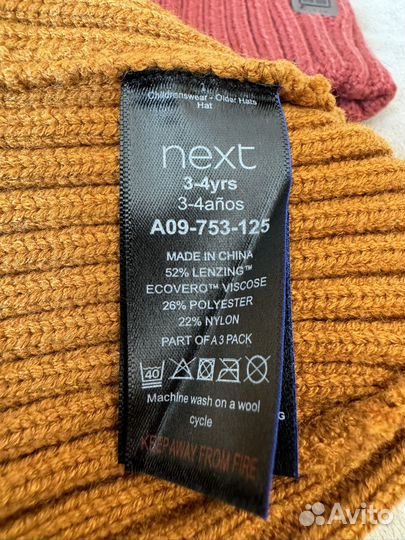 Childrenswear - Older Hats
Hat
next
3-4yrs
3-4años
A09-753-125
MADE IN CHINA
52% LENZING™
ECOVERO™ VISCOSE
26% POLYESTER
22% NYLON
PART OF A 3 PACK
40
Machine wash on a wool
cycle
KEEP AWAY FROM FIRE
G
Avito